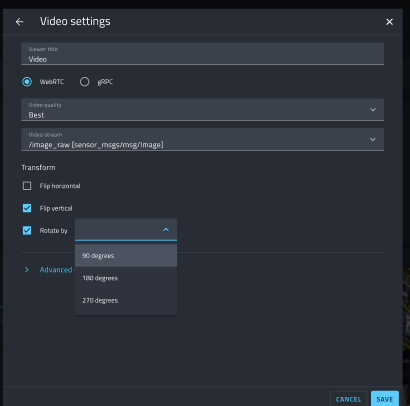 Video settings
Viewer title
Video
WebRTC gRPC
Video quality
Best
Video stream
/image_raw [sensor_msgs/msg/Image]
Transform
Flip horizontal
Flip vertical
Rotate by
90 degrees
Advanced
180 degrees
270 degrees
CANCEL SAVE